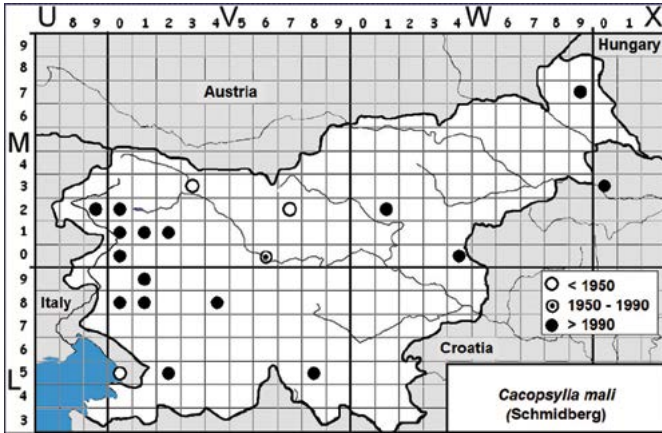 U 8 9 0 1 2 3 4 V 5 6 7 8 9 0 1 2 3 4 W 6 7 8 9 0 1 X
9
Hungary
8
7
Austria
6
M 5
4
3
2
1
0
9
< 1950
Italy
8
1950 - 1990
7
> 1990
6
Croatia
L 5
4
Cacopsylla mali
3
(Schmidberg)